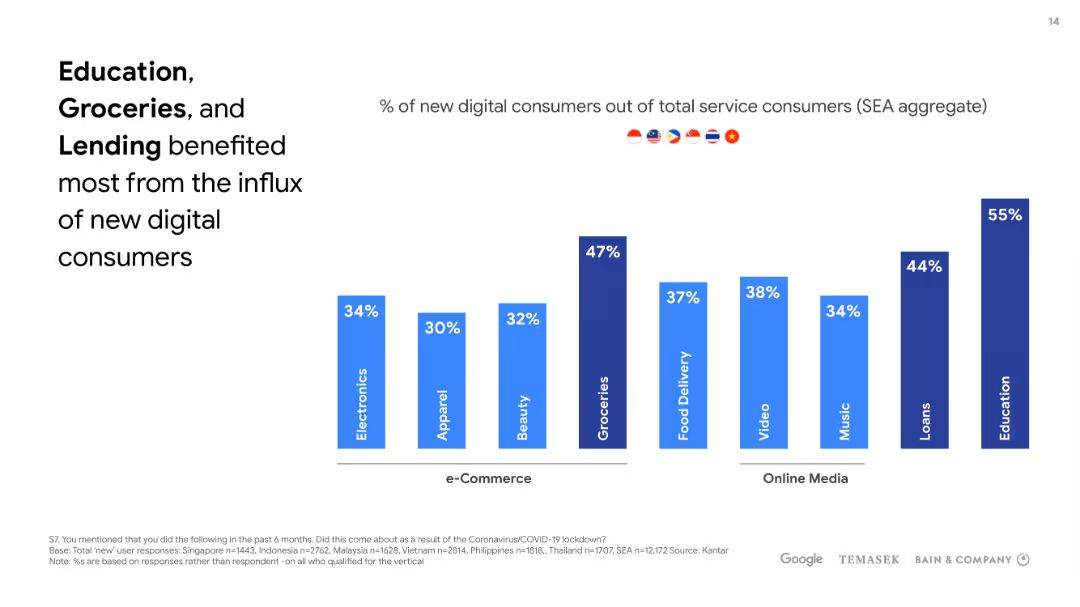 14
Education,
Groceries, and
Lending benefited
most from the influx
of new digital
consumers
% of new digital consumers out of total service consumers (SEA aggregate)
34%
Electronics
30%
Apparel
32%
Beauty
47%
Groceries
37%
Food Delivery
38%
Video
34%
Music
44%
Loans
55%
Education
e-Commerce
Online Media
S7. You mentioned that you did the following in the past 6 months. Did this come about as a result of the Coronavirus/COVID-19 lockdown?
Base: Total 'new' user responses: Singapore n=1443, Indonesia n=2762, Malaysia n=1628, Vietnam n=2814, Philippines n=1818,, Thailand n=1707, SEA n=12,172 Source: Kantar
Note: %s are based on responses rather than respondent -on all who qualified for the vertical
Google TEMASEK BAIN & COMPANY